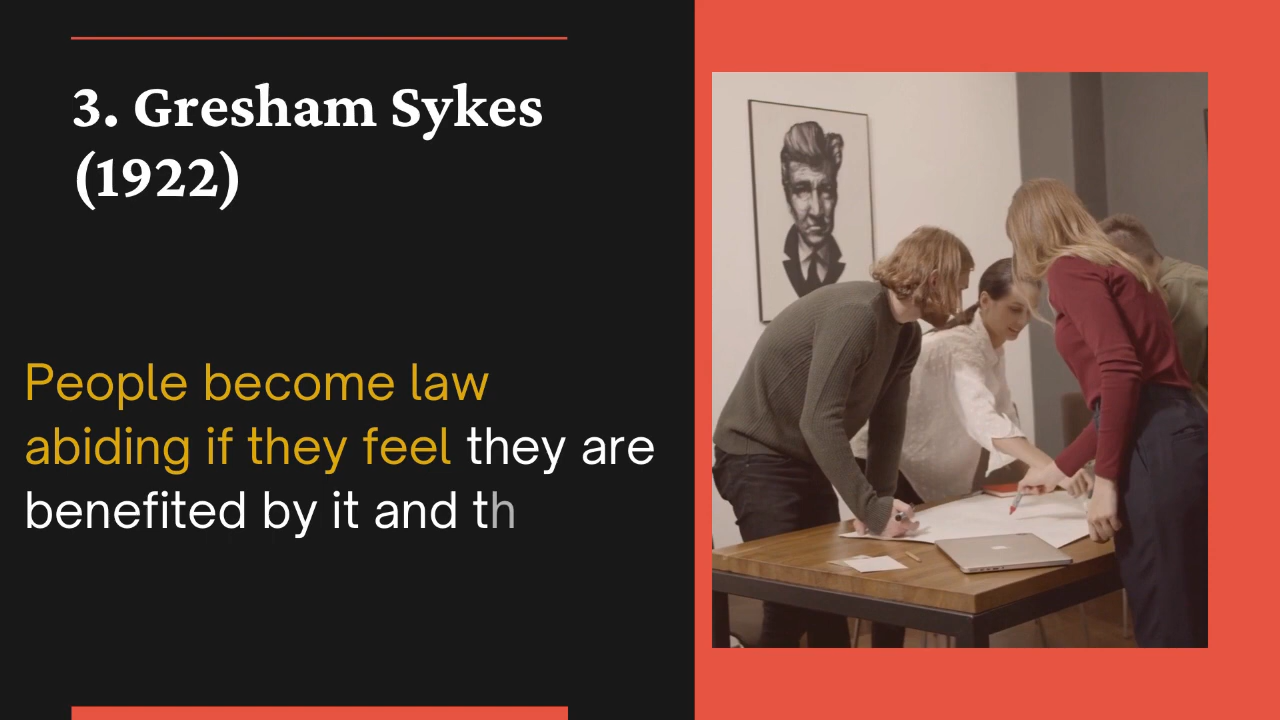 3. Gresham Sykes
(1922)
People become law
abiding if they feel they are
benefited by it and th